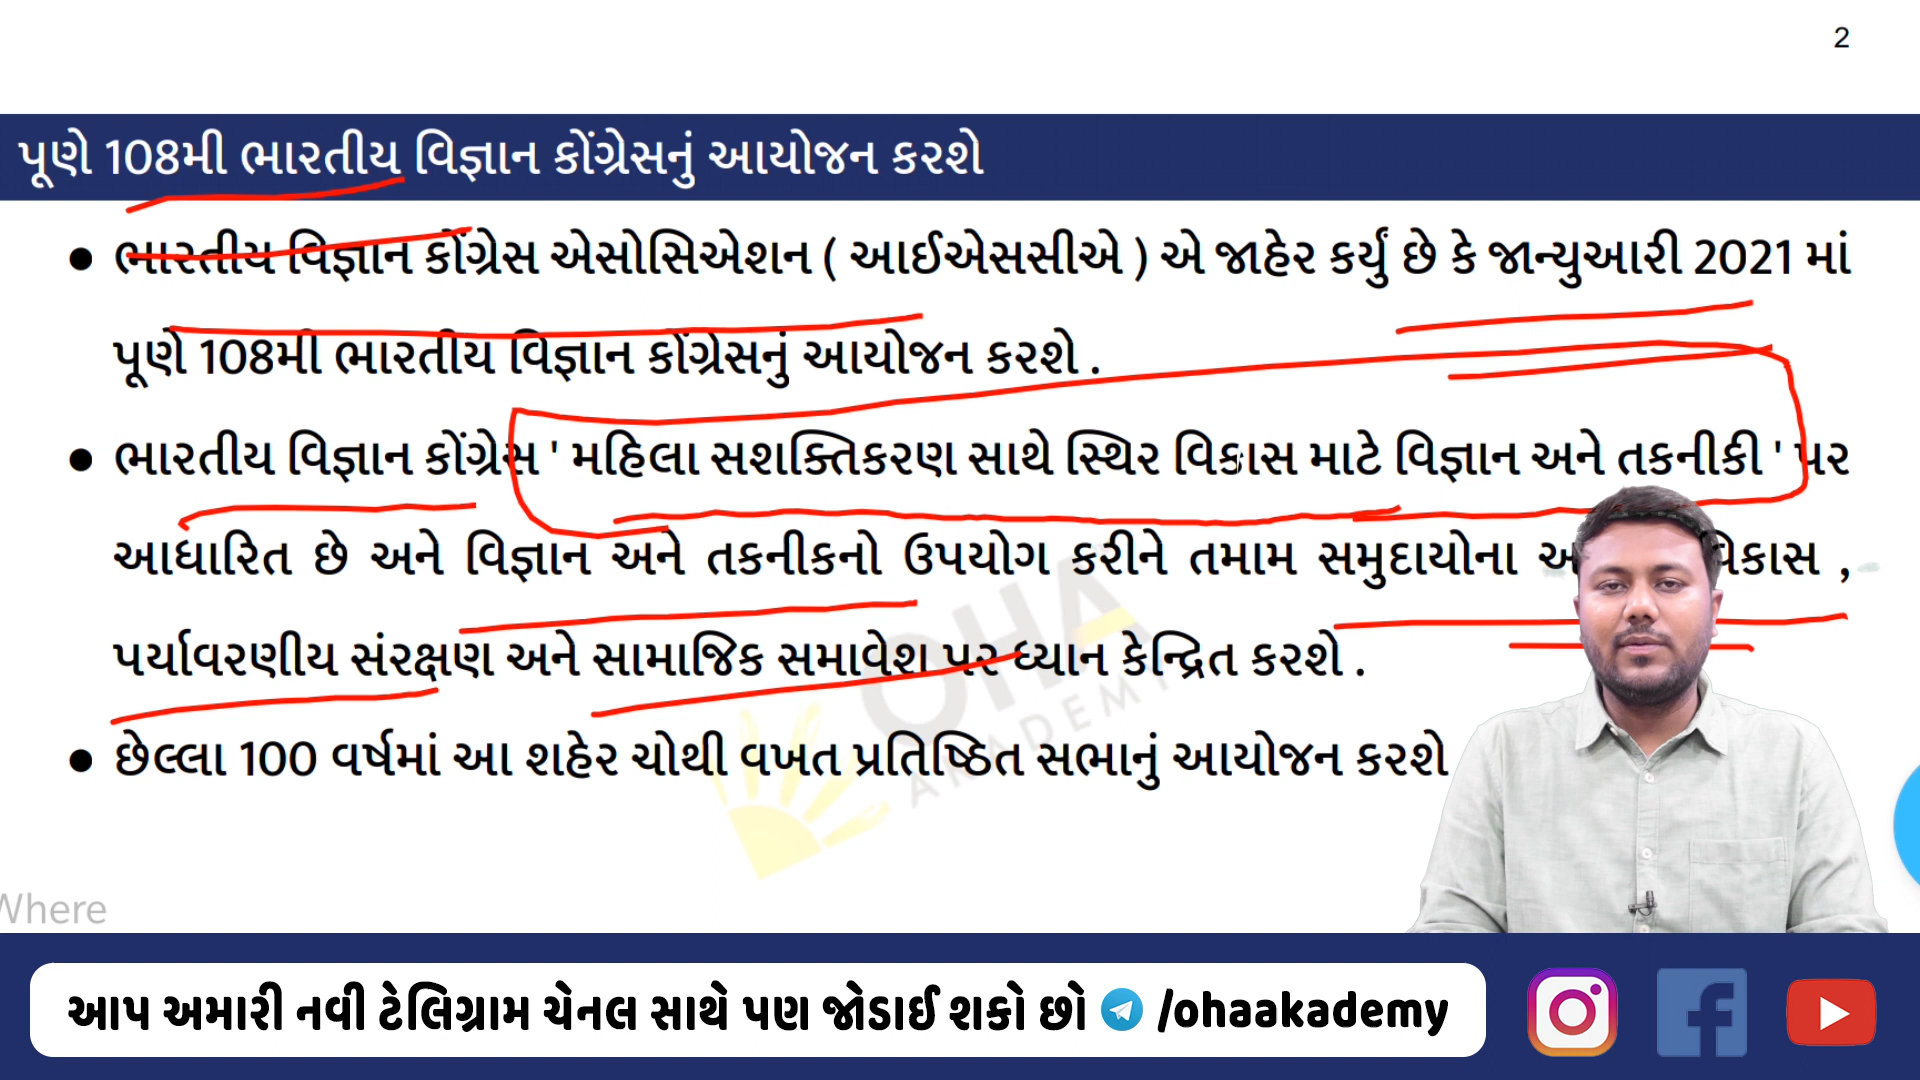 2
પૂણે 108મી ભારતીય વિજ્ઞાન કોંગ્રેસનું આયોજન કરશે
● ભારતીય વિજ્ઞાન કોંગ્રેસ એસોસિએશન ( આઈએસસીએ ) એ જાહેર કર્યું છે કે જાન્યુઆરી 2021 માં
પૂણે 108મી ભારતીય વિજ્ઞાન કોંગ્રેસનું આયોજન કરશે .
● ભારતીય વિજ્ઞાન કોંગ્રેસ ' મહિલા સશક્તિકરણ સાથે સ્થિર વિકાસ માટે વિજ્ઞાન અને તકનીકી ' પર
આધારિત છે અને વિજ્ઞાન અને તકનીકનો ઉપયોગ કરીને તમામ સમુદાયોના વિકાસ ,
પર્યાવરણીય સંરક્ષણ અને સામાજિક સમાવેશ પર ધ્યાન કેન્દ્રિત કરશે .
● છેલ્લા 100 વર્ષમાં આ શહેર ચોથી વખત પ્રતિષ્ઠિત સભાનું આયોજન કરશે
OHA
ACADEMY
Where
આપ અમારી નવી ટેલિગ્રામ ચેનલ સાથે પણ જોડાઈ શકો છો /ohaakademy